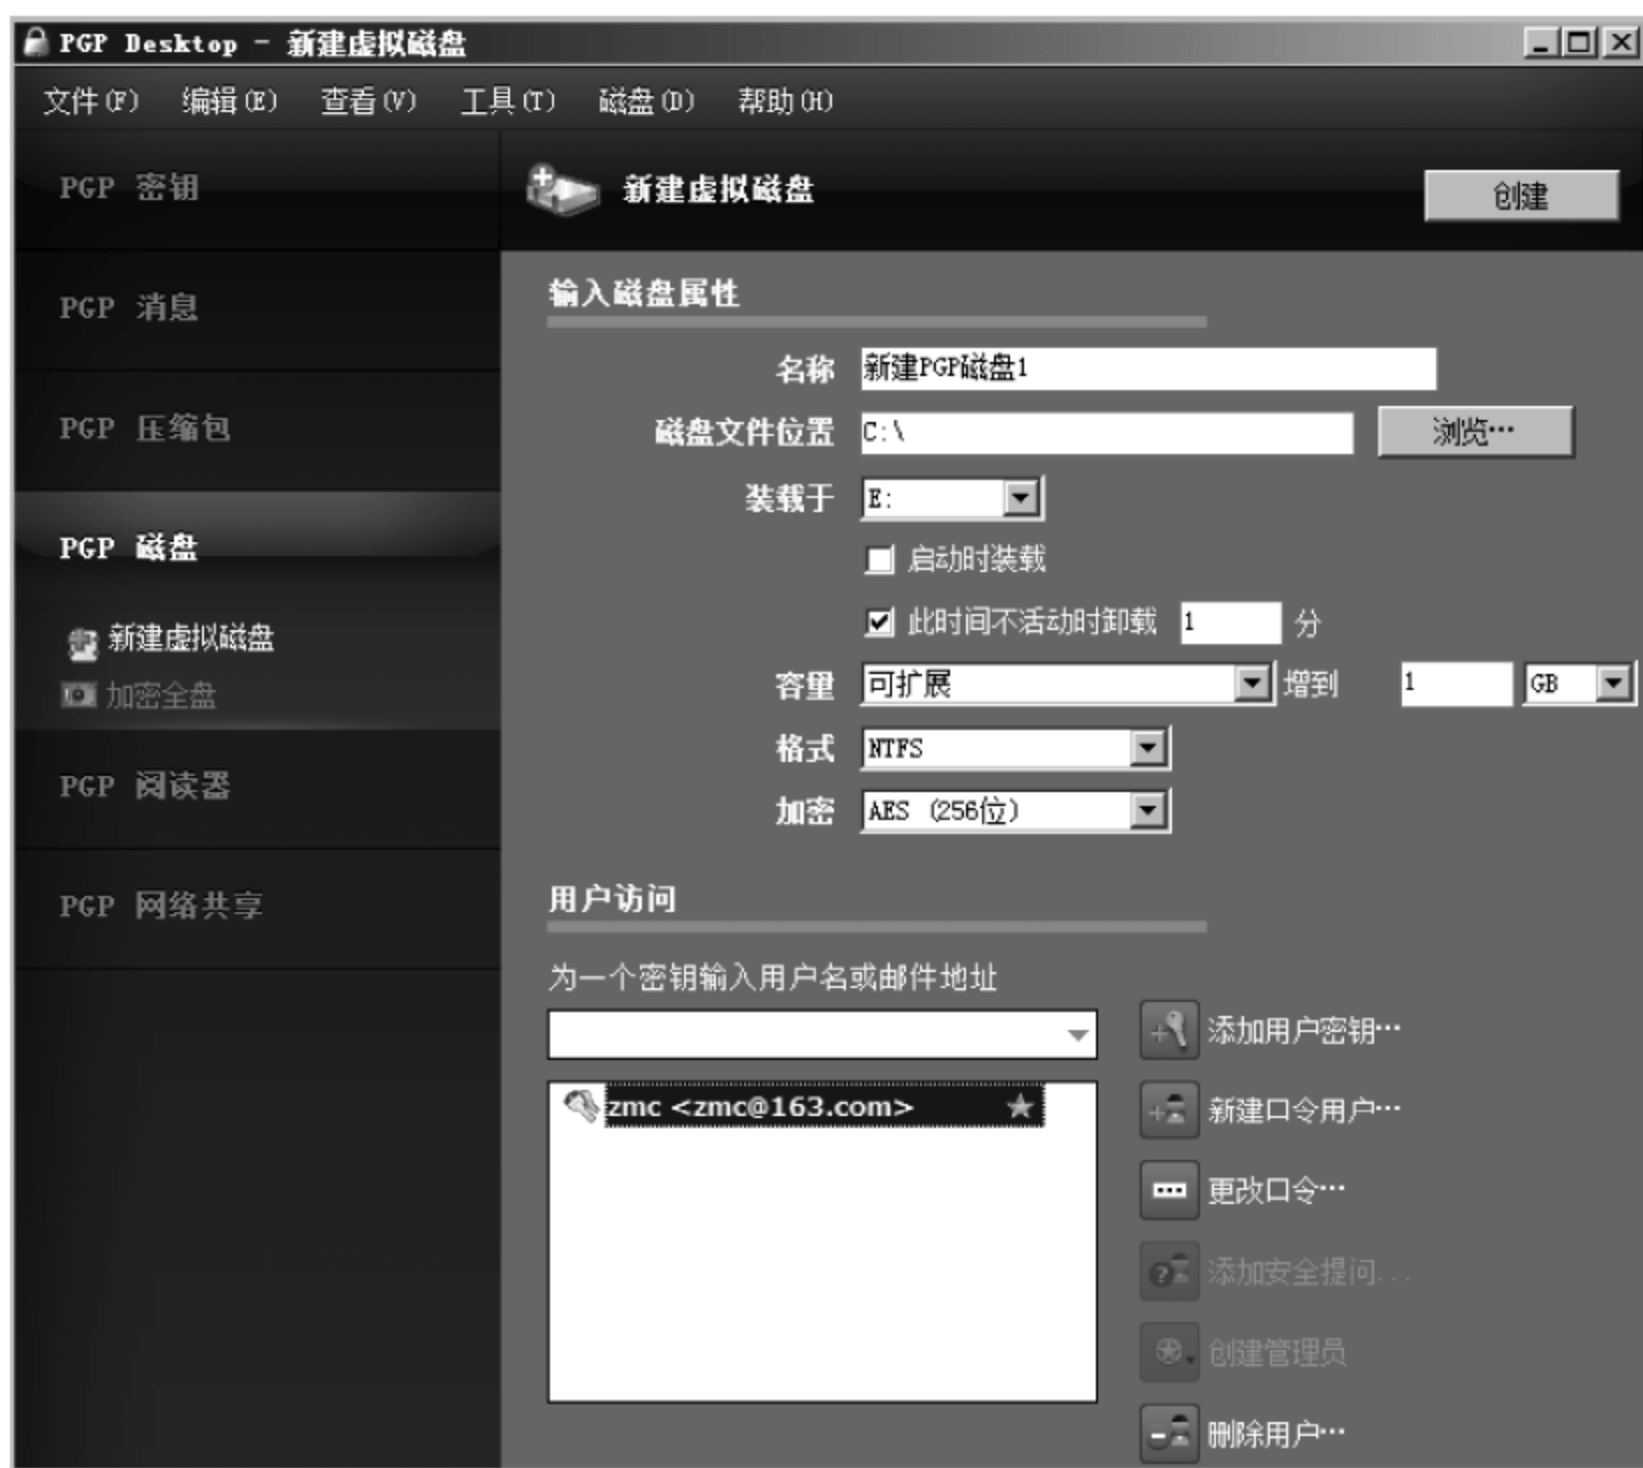 PGP Desktop - 新建虚拟磁盘
文件(F) 编辑(E) 查看(V) 工具(T) 磁盘(D) 帮助(H)
PGP 密钥
PGP 消息
PGP 压缩包
PGP 磁盘
新建虚拟磁盘
加密全盘
PGP 阅读器
PGP 网络共享
新建虚拟磁盘
创建
输入磁盘属性
名称 新建PGP磁盘1
磁盘文件位置 C:\ 浏览…
装载于 E:
启动时装载
此时间不活动时卸载 1 分
容量 可扩展 增到 1 GB
格式 NTFS
加密 AES (256位)
用户访问
为一个密钥输入用户名或邮件地址
zmc <zmc@163.com>
添加用户密钥…
新建口令用户…
更改口令…
添加安全提问...
创建管理员
删除用户…